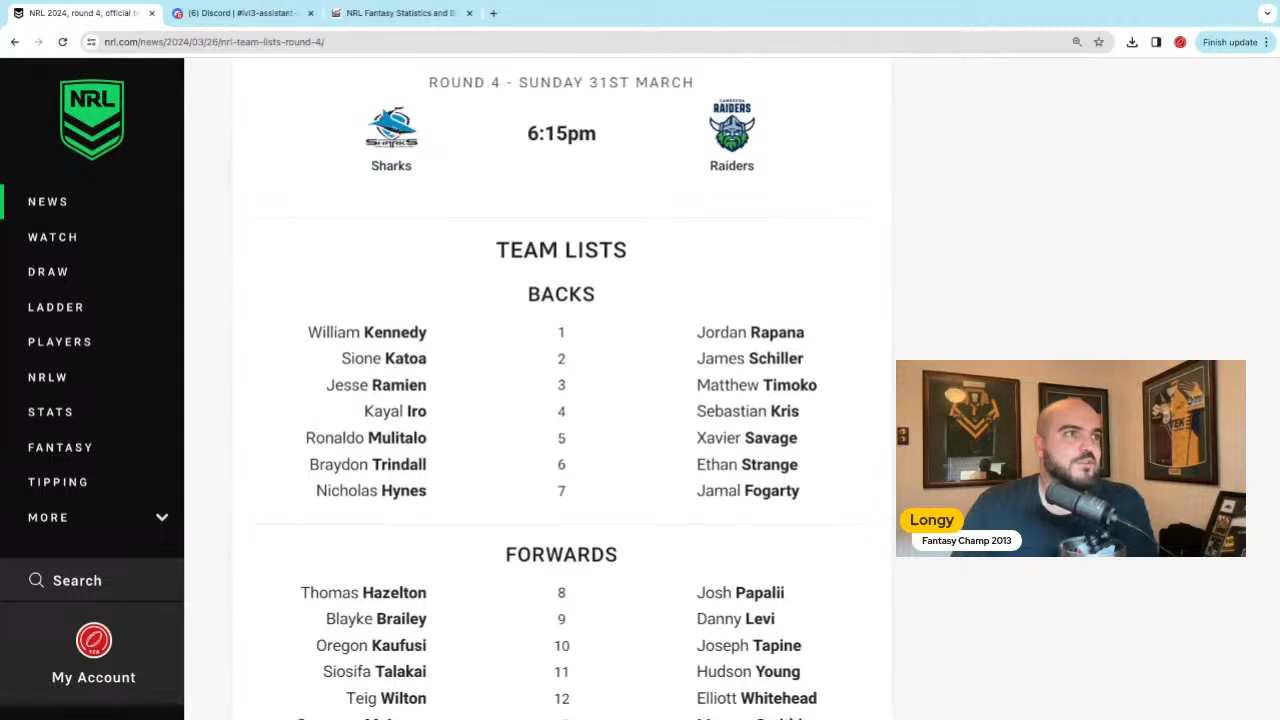 NRL 2024, round 4, official t
(6) Discord | #lvl3-assistant-
NRL Fantasy Statistics and B
nrl.com/news/2024/03/26/nrl-team-lists-round-4/
Finish update
NRL
NEWS
WATCH
DRAW
LADDER
PLAYERS
NRLW
STATS
FANTASY
TIPPING
MORE
Search
My Account
ROUND 4 - SUNDAY 31ST MARCH
SHARKS
6:15pm
CANBERRA
RAIDERS
Sharks
Raiders
TEAM LISTS
BACKS
William Kennedy 1 Jordan Rapana
Sione Katoa 2 James Schiller
Jesse Ramien 3 Matthew Timoko
Kayal Iro 4 Sebastian Kris
Ronaldo Mulitalo 5 Xavier Savage
Braydon Trindall 6 Ethan Strange
Nicholas Hynes 7 Jamal Fogarty
FORWARDS
Thomas Hazelton 8 Josh Papalii
Blayke Brailey 9 Danny Levi
Oregon Kaufusi 10 Joseph Tapine
Siosifa Talakai 11 Hudson Young
Teig Wilton 12 Elliott Whitehead
Longy
Fantasy Champ 2013